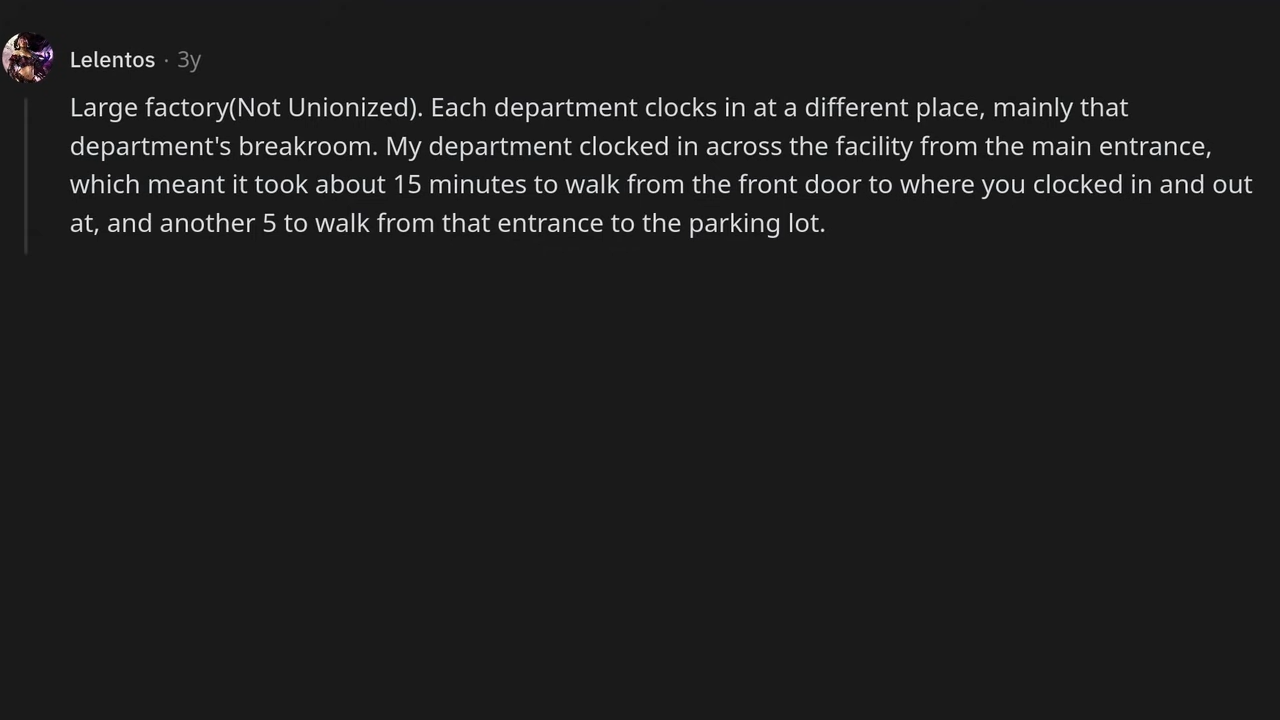 Lelentos · 3y
Large factory(Not Unionized). Each department clocks in at a different place, mainly that
department's breakroom. My department clocked in across the facility from the main entrance,
which meant it took about 15 minutes to walk from the front door to where you clocked in and out
at, and another 5 to walk from that entrance to the parking lot.